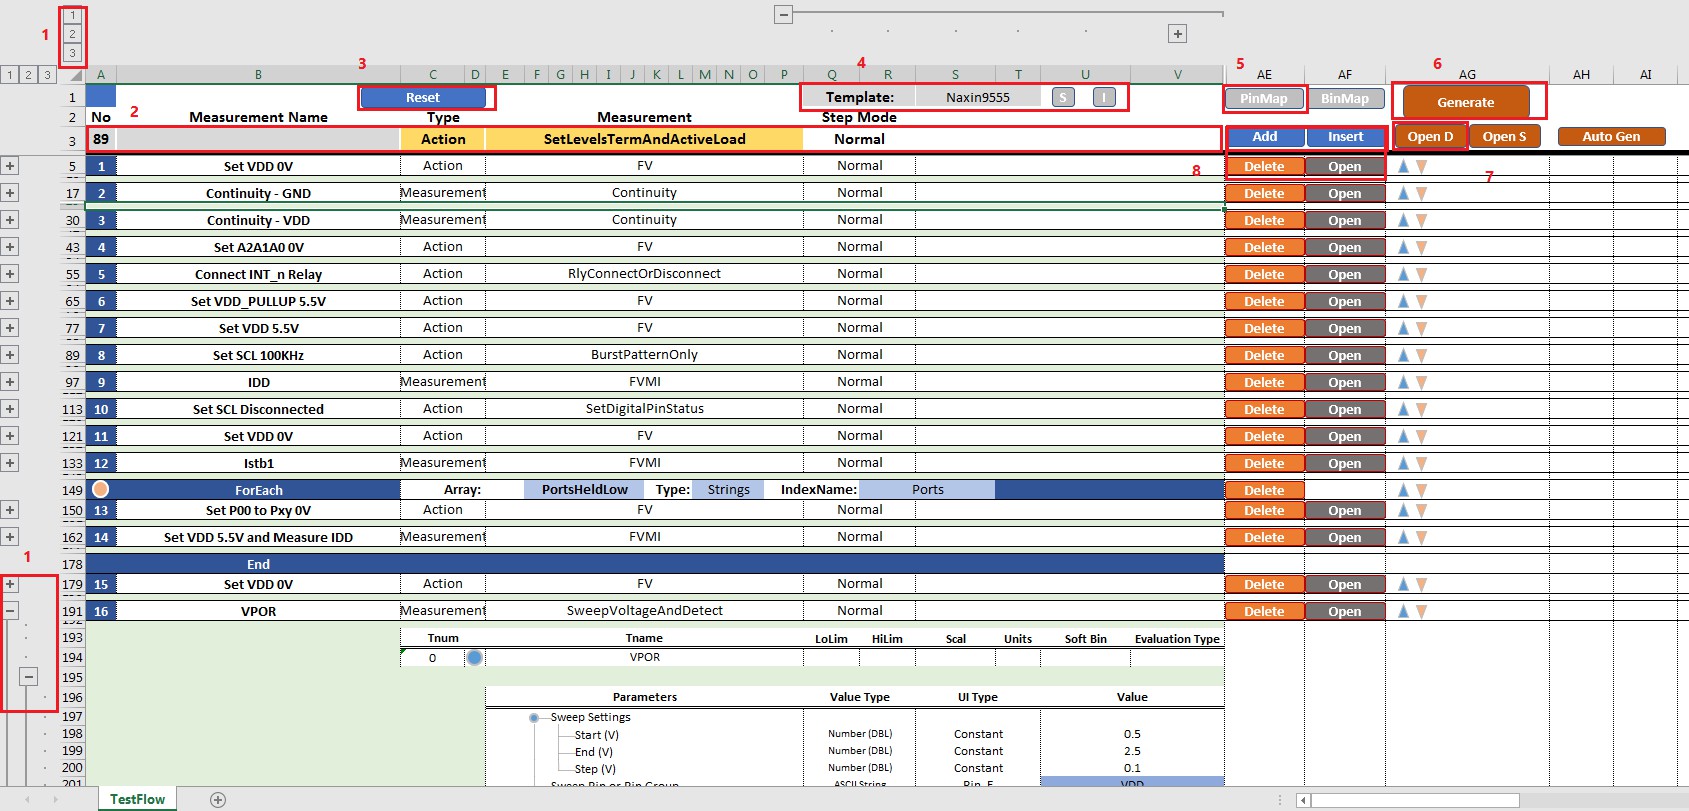 1
1
2
3
3
4
5
6
1 2 3 A B C D E F G H I J K L M N O P Q R S T U V AE AF AG AH AI
1 Reset Template: Naxin9555 S I PinMap BinMap Generate
2 No Measurement Name Type Measurement Step Mode
2
3 89 Action SetLevelsTermAndActiveLoad Normal Add Insert Open D Open S Auto Gen
5 1 Set VDD 0V Action FV Normal 8 Delete Open 7
17 2 Continuity - GND Measurement Continuity Normal Delete Open
30 3 Continuity - VDD Measurement Continuity Normal Delete Open
43 4 Set A2A1A0 0V Action FV Normal Delete Open
55 5 Connect INT_n Relay Action RlyConnectOrDisconnect Normal Delete Open
65 6 Set VDD_PULLUP 5.5V Action FV Normal Delete Open
77 7 Set VDD 5.5V Action FV Normal Delete Open
89 8 Set SCL 100KHz Action BurstPatternOnly Normal Delete Open
97 9 IDD Measurement FVMI Normal Delete Open
113 10 Set SCL Disconnected Action SetDigitalPinStatus Normal Delete Open
121 11 Set VDD 0V Action FV Normal Delete Open
133 12 Istb1 Measurement FVMI Normal Delete Open
149 ForEach Array: PortsHeldLow Type: Strings IndexName: Ports Delete
150 13 Set P00 to Pxy 0V Action FV Normal Delete Open
162 14 Set VDD 5.5V and Measure IDD Measurement FVMI Normal Delete Open
1
178 End
179 15 Set VDD 0V Action FV Normal Delete Open
191 16 VPOR Measurement SweepVoltageAndDetect Normal Delete Open
193 Tnum Tname LoLim HiLim Scal Units Soft Bin Evaluation Type
194 0 VPOR
195
196 Parameters Value Type UI Type Value
197 Sweep Settings
198 Start (V) Number (DBL) Constant 0.5
199 End (V) Number (DBL) Constant 2.5
200 Step (V) Number (DBL) Constant 0.1
201 Sweep Pin or Pin Group ASCII String Pin_F VDD
TestFlow